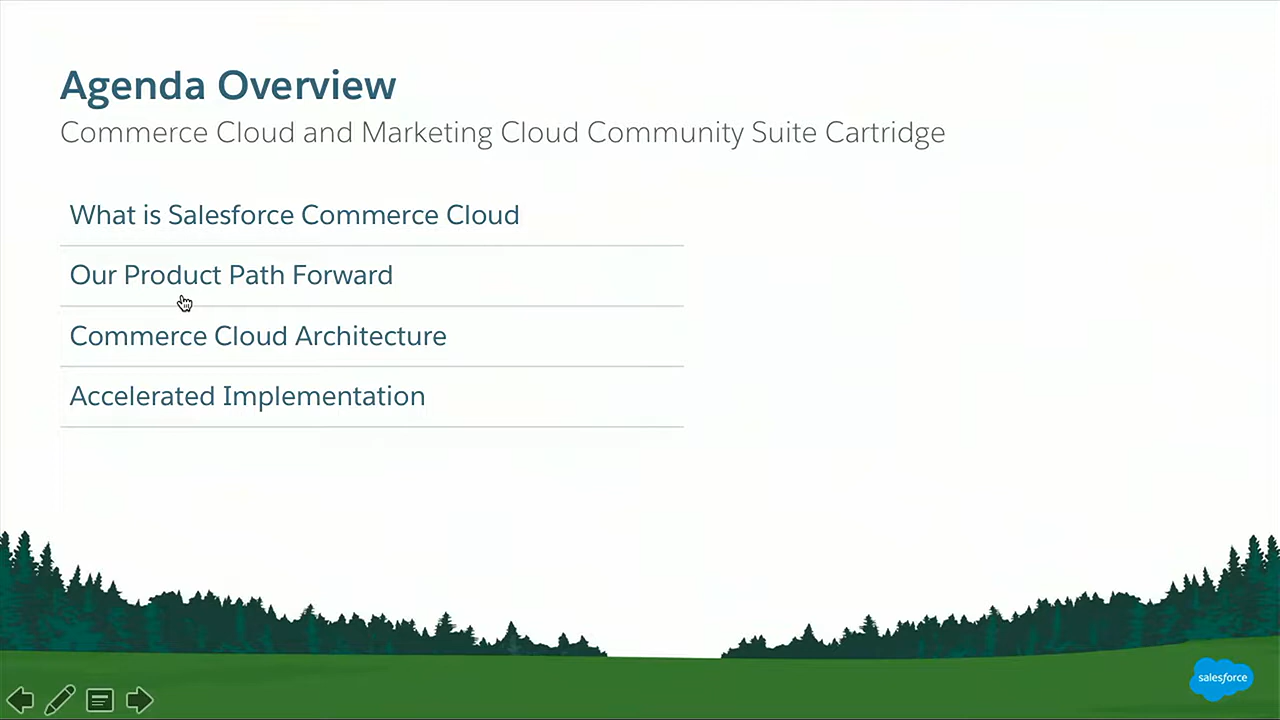 Agenda Overview
Commerce Cloud and Marketing Cloud Community Suite Cartridge
What is Salesforce Commerce Cloud
Our Product Path Forward
Commerce Cloud Architecture
Accelerated Implementation
salesforce